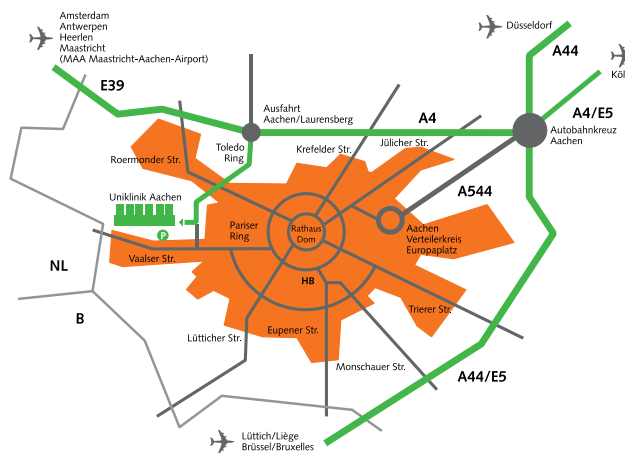 Amsterdam
Antwerpen
Heerlen
Maastricht
(MAA Maastricht-Aachen-Airport)
Düsseldorf
A44
E39
Köl
A4/E5
Ausfahrt
Aachen/Laurensberg
A4
Autobahnkreuz
Aachen
Toledo
Ring
Krefelder Str.
Jülicher Str.
Roermonder Str.
A544
Uniklinik Aachen
P
Pariser
Ring
Rathaus
Dom
Aachen
Verteilerkreis
Europaplatz
Vaalser Str.
NL
HB
B
Trierer Str.
Lütticher Str.
Eupener Str.
Monschauer Str.
A44/E5
Lüttich/Liège
Brüssel/Bruxelles